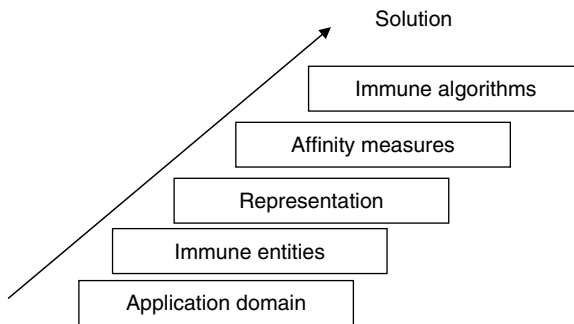 Solution
Immune algorithms
Affinity measures
Representation
Immune entities
Application domain